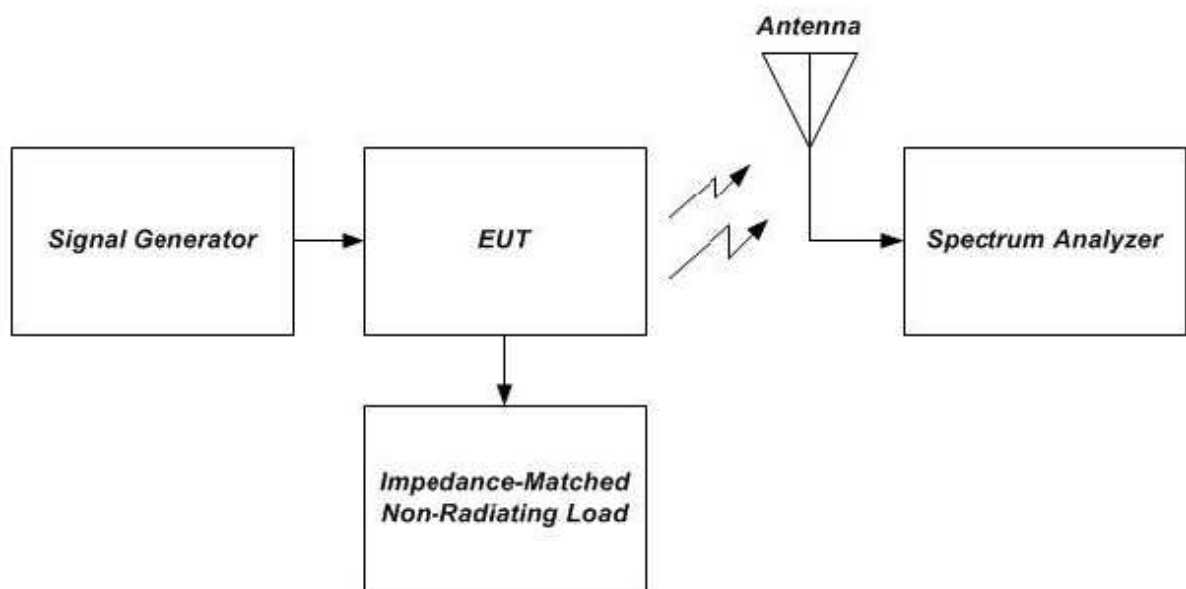 Antenna
Signal Generator
EUT
Spectrum Analyzer
Impedance-Matched
Non-Radiating Load